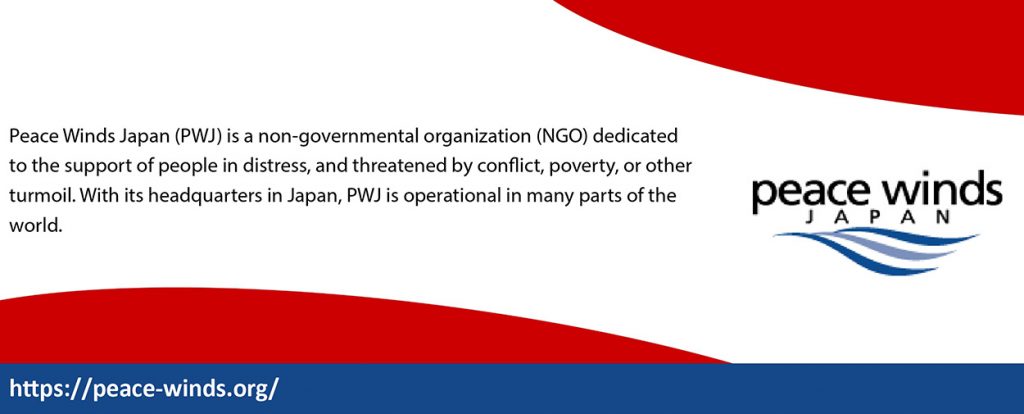 Peace Winds Japan (PWJ) is a non-governmental organization (NGO) dedicated
to the support of people in distress, and threatened by conflict, poverty, or other
turmoil. With its headquarters in Japan, PWJ is operational in many parts of the
world.
peace winds
JAPAN
https://peace-winds.org/